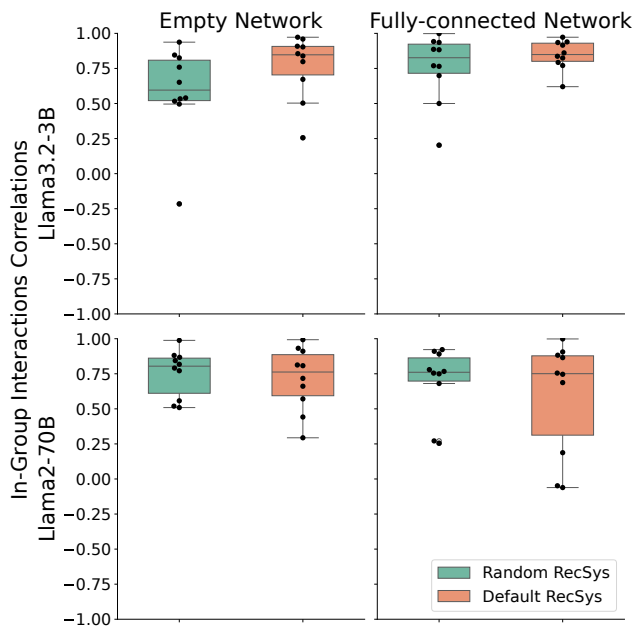 Empty Network
Fully-connected Network
In-Group Interactions Correlations
Llama3.2-3B
Llama2-70B
1.00
0.75
0.50
0.25
0.00
−0.25
−0.50
−0.75
−1.00
1.00
0.75
0.50
0.25
0.00
−0.25
−0.50
−0.75
−1.00
Random RecSys
Default RecSys